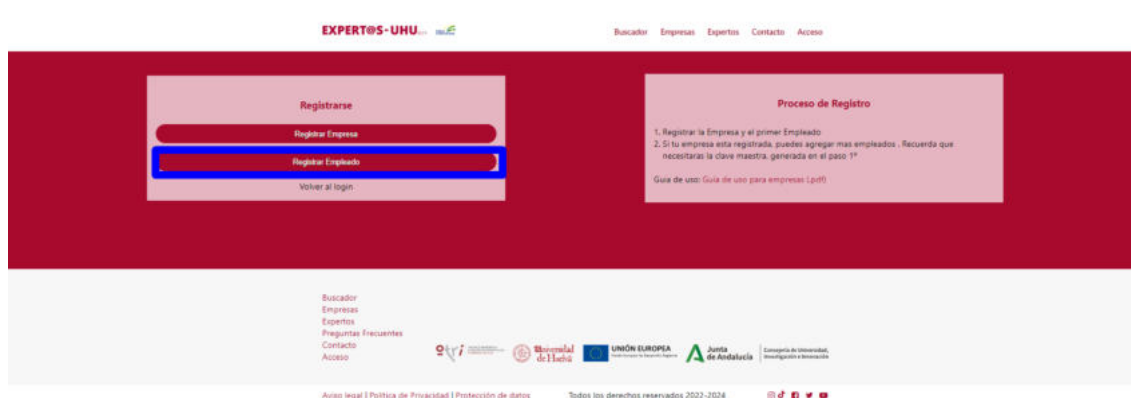 EXPERT@S-UHU
Buscador Empresas Expertos Contacto Acceso
Registrarse
Registrar Empresa
Registrar Empleado
Volver al login
Proceso de Registro
1. Registrar la Empresa y el primer Empleado
2. Si tu empresa esta registrada, puedes agregar mas empleados . Recuerda que
necesitaras la clave maestra, generada en el paso 1º
Guia de uso: Guia de uso para empresas (.pdf)
Buscador
Empresas
Expertos
Preguntas Frecuentes
Contacto
Acceso
otri
Universidad
de Huelva
UNIÓN EUROPEA
Junta
de Andalucía
Consejería de Universidad,
Investigación e Innovación
Aviso legal | Política de Privacidad | Protección de datos
Todos los derechos reservados 2022-2024